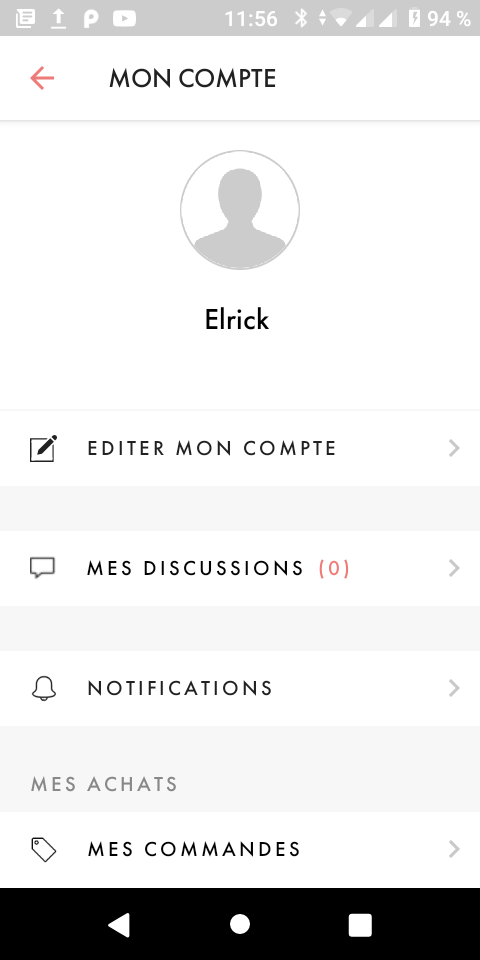 11:56 94 %
MON COMPTE
Elrick
EDITER MON COMPTE
MES DISCUSSIONS (0)
NOTIFICATIONS
MES ACHATS
MES COMMANDES